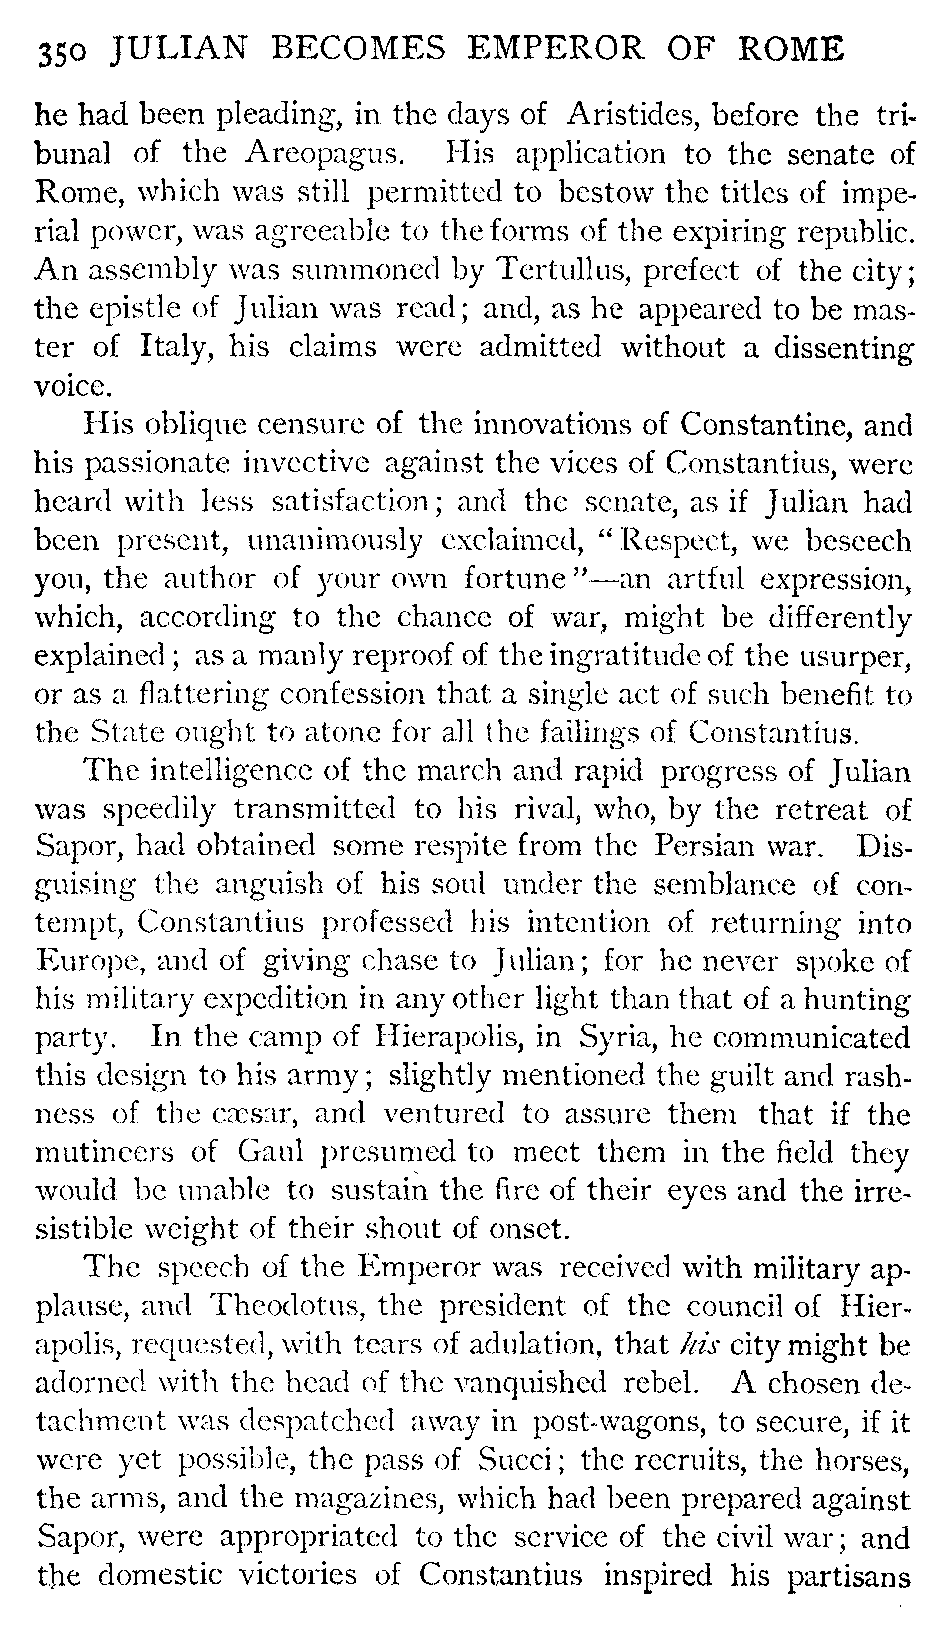 350 JULIAN BECOMES EMPEROR OF ROME
he had been pleading, in the days of Aristides, before the tri-
bunal of the Areopagus. His application to the senate of
Rome, which was still permitted to bestow the titles of impe-
rial power, was agreeable to the forms of the expiring republic.
An assembly was summoned by Tertullus, prefect of the city;
the epistle of Julian was read; and, as he appeared to be mas-
ter of Italy, his claims were admitted without a dissenting
voice.
His oblique censure of the innovations of Constantine, and
his passionate invective against the vices of Constantius, were
heard with less satisfaction; and the senate, as if Julian had
been present, unanimously exclaimed, “Respect, we beseech
you, the author of your own fortune”—an artful expression,
which, according to the chance of war, might be differently
explained; as a manly reproof of the ingratitude of the usurper,
or as a flattering confession that a single act of such benefit to
the State ought to atone for all the failings of Constantius.
The intelligence of the march and rapid progress of Julian
was speedily transmitted to his rival, who, by the retreat of
Sapor, had obtained some respite from the Persian war. Dis-
guising the anguish of his soul under the semblance of con-
tempt, Constantius professed his intention of returning into
Europe, and of giving chase to Julian; for he never spoke of
his military expedition in any other light than that of a hunting
party. In the camp of Hierapolis, in Syria, he communicated
this design to his army; slightly mentioned the guilt and rash-
ness of the cæsar, and ventured to assure them that if the
mutineers of Gaul presumed to meet them in the field they
would be unable to sustain the fire of their eyes and the irre-
sistible weight of their shout of onset.
The speech of the Emperor was received with military ap-
plause, and Theodotus, the president of the council of Hier-
apolis, requested, with tears of adulation, that his city might be
adorned with the head of the vanquished rebel. A chosen de-
tachment was despatched away in post-wagons, to secure, if it
were yet possible, the pass of Succi; the recruits, the horses,
the arms, and the magazines, which had been prepared against
Sapor, were appropriated to the service of the civil war; and
the domestic victories of Constantius inspired his partisans